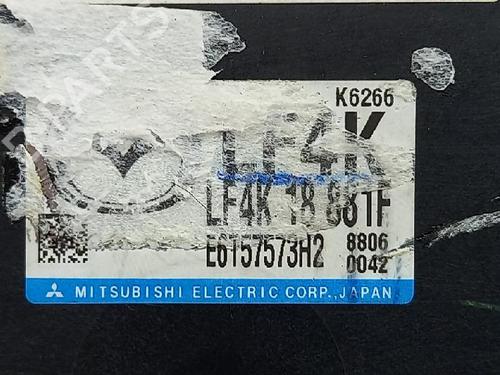 K6266
LF4K
LF4K 18 881F
E6T57573H2 8806
0042
MITSUBISHI ELECTRIC CORP., JAPAN